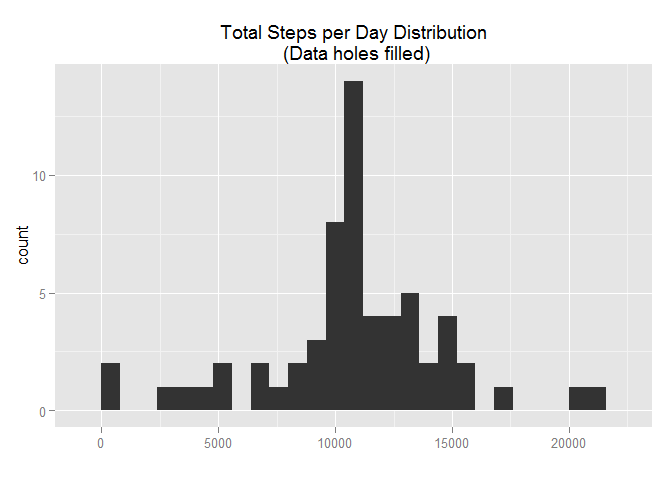 Total Steps per Day Distribution
(Data holes filled)
10
5
0
count
0 5000 10000 15000 20000